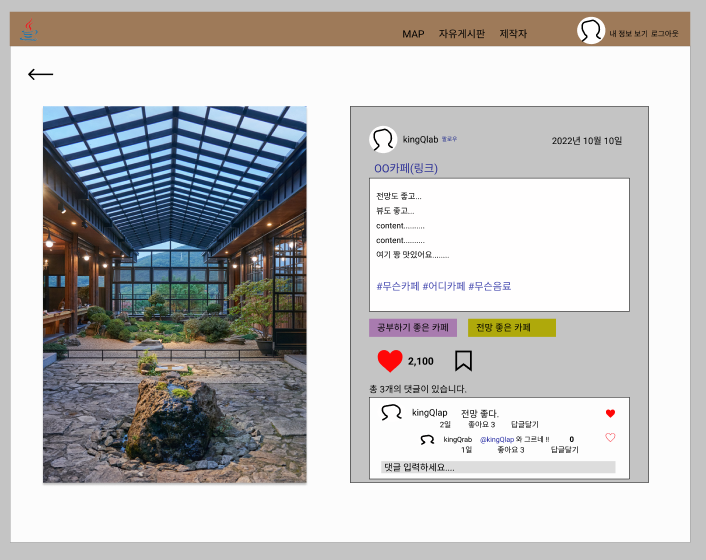 MAP 자유게시판 제작자 내 정보 보기 로그아웃
kingQlab 팔로우 2022년 10월 10일
OO카페(링크)
전망도 좋고...
뷰도 좋고...
content..........
content..........
여기 짱 맛있어요........
#무슨카페 #어디카페 #무슨음료
공부하기 좋은 카페 전망 좋은 카페
2,100
총 3개의 댓글이 있습니다.
kingQlap 전망 좋다.
2일 좋아요 3 답글달기
kingQrab @kingQlap 와 그르네 !! 0
1일 좋아요 3 답글달기
댓글 입력하세요....